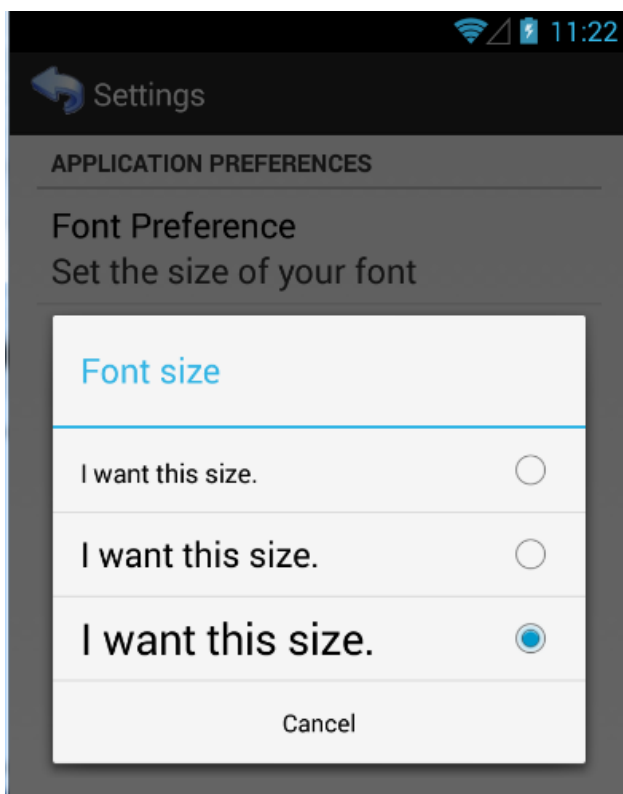 11:22
Settings
APPLICATION PREFERENCES
Font Preference
Set the size of your font
Font size
I want this size.
I want this size.
I want this size.
Cancel